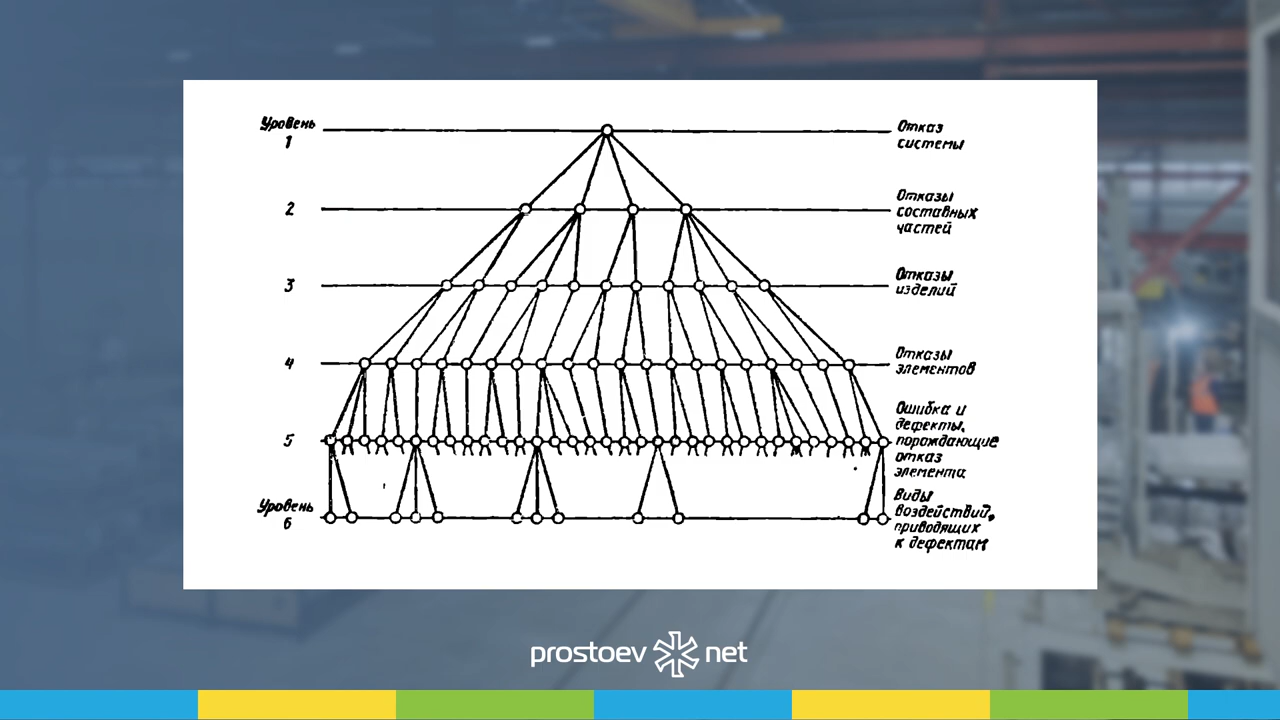 Уровень
1
Отказ
системы
2
Отказы
составных
частей
3
Отказы
изделий
4
Отказы
элементов
5
Ошибка и
дефекты,
порождающие
отказ
элемента
Уровень
6
Виды
воздействий,
приводящих
к дефектам
prostoev net